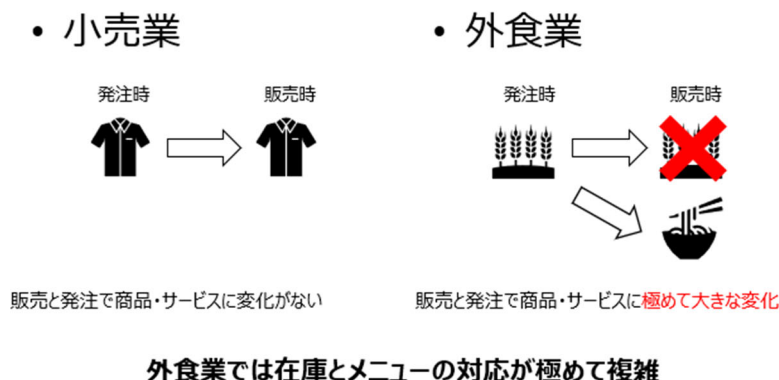 • 小売業
発注時
販売時
販売と発注で商品・サービスに変化がない
• 外食業
発注時
販売時
販売と発注で商品・サービスに極めて大きな変化
外食業では在庫とメニューの対応が極めて複雑